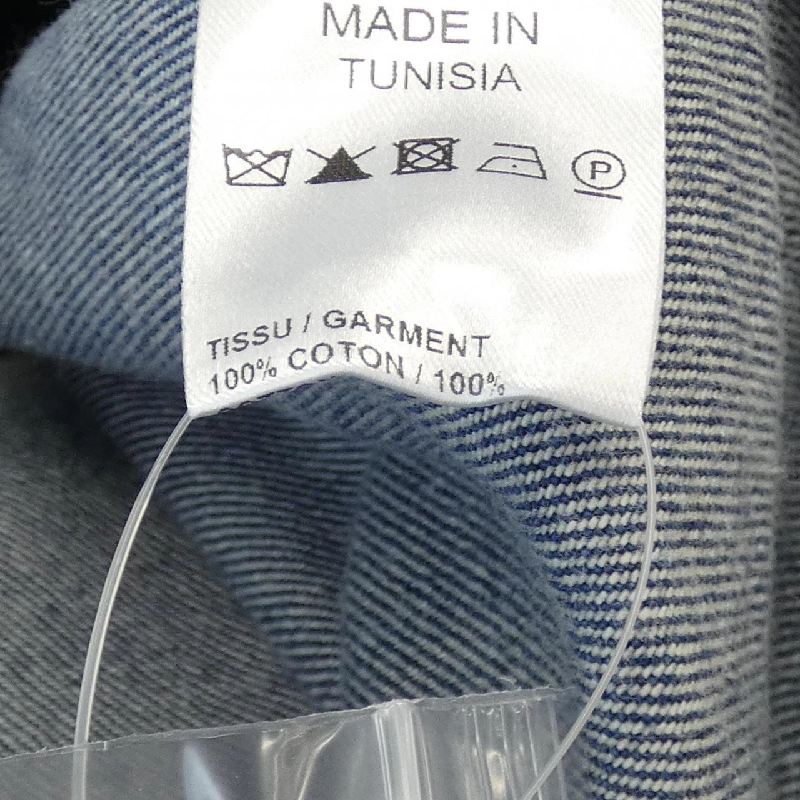 MADE IN
TUNISIA
P
TISSU / GARMENT
100% COTON / 100%